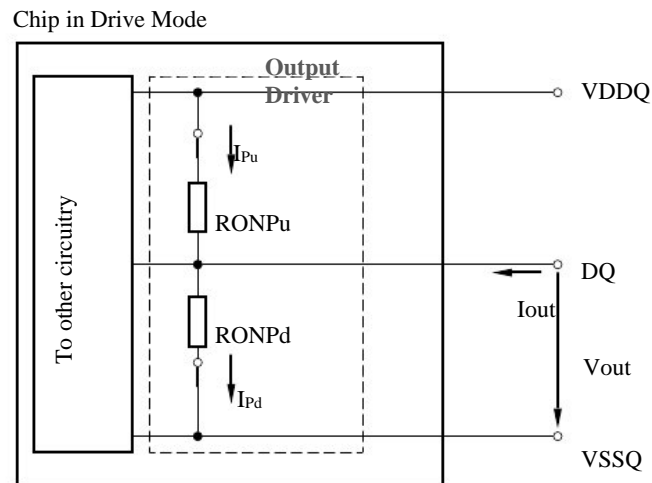 Chip in Drive Mode
Output
Driver
VDDQ
IPu
RONPu
To other circuitry
DQ
Iout
RONPd
Vout
IPd
VSSQ